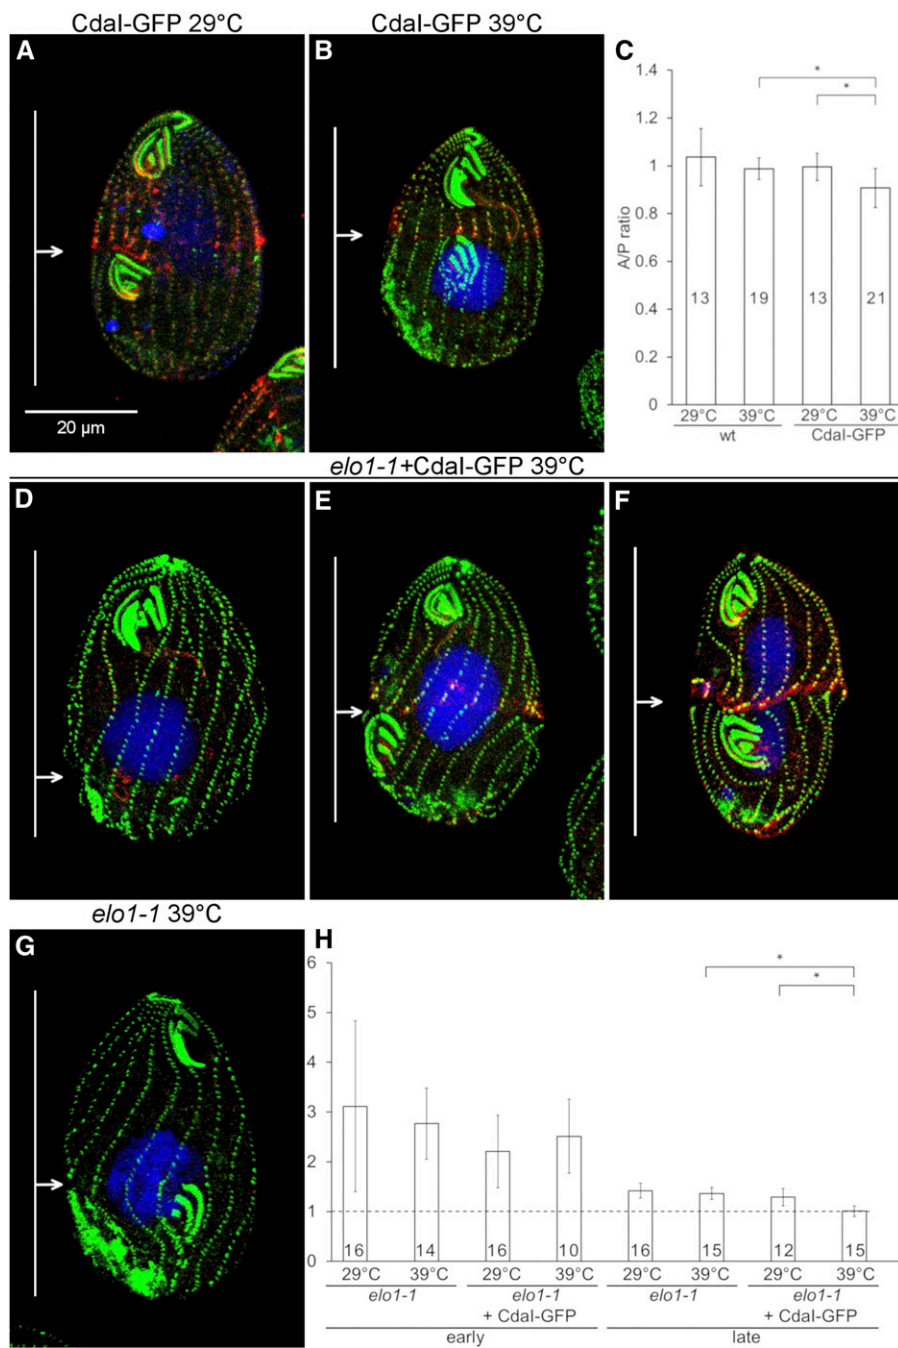 CdaI-GFP 29°C
CdaI-GFP 39°C
A
B
C
20 µm
A/P ratio
1.4
1.2
1
0.8
0.6
0.4
0.2
0
*
*
13
19
13
21
29°C 39°C 29°C 39°C
wt CdaI-GFP
elo1-1+CdaI-GFP 39°C
D
E
F
elo1-1 39°C
G
H
6
5
4
3
2
1
0
*
*
16 14 16 10 16 15 12 15
29°C 39°C 29°C 39°C 29°C 39°C 29°C 39°C
elo1-1 elo1-1 elo1-1 elo1-1
+ CdaI-GFP + CdaI-GFP
early late